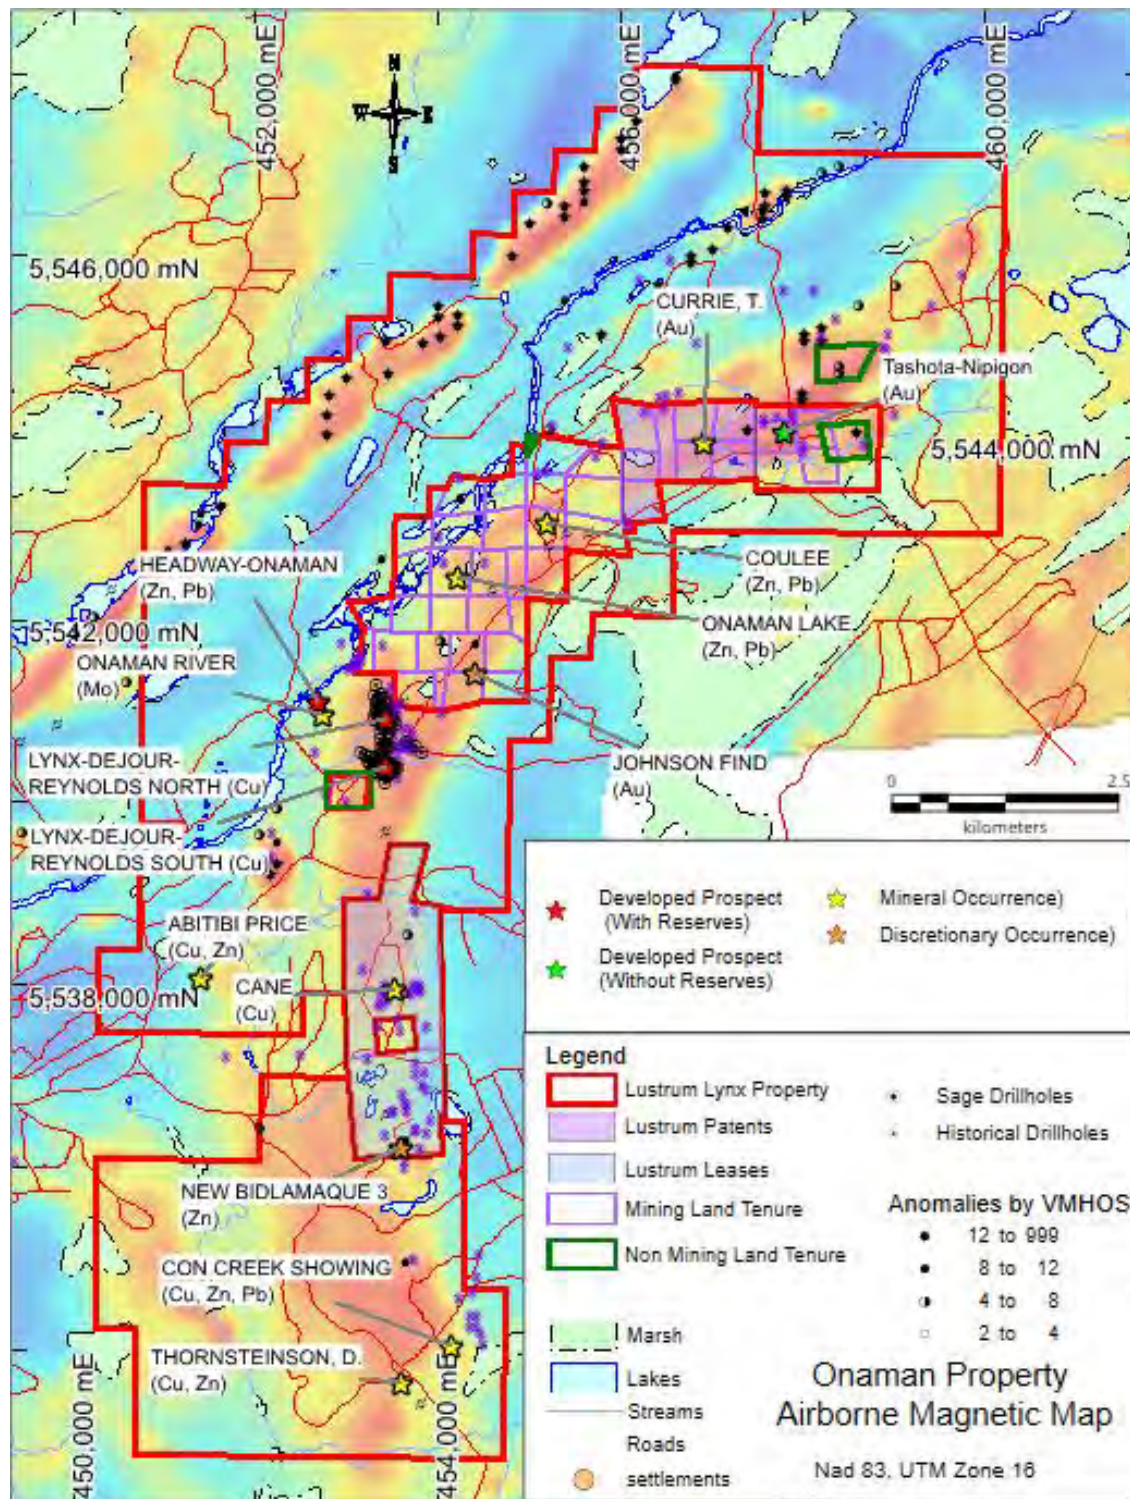 452,000 mE
456,000 mE
460,000 mE
N
W E
S
5,546,000 mN
CURRIE, T.
(Au)
Tashota-Nipigon
(Au)
5,544,000 mN
HEADWAY-ONAMAN
(Zn, Pb)
COULEE
(Zn, Pb)
5,542,000 mN
ONAMAN LAKE
(Zn, Pb)
ONAMAN RIVER
(Mo)
LYNX-DEJOUR-
REYNOLDS NORTH (Cu)
JOHNSON FIND
(Au)
0 2.5
kilometers
LYNX-DEJOUR-
REYNOLDS SOUTH (Cu)
ABITIBI PRICE
(Cu, Zn)
CANE
(Cu)
5,538,000 mN
Developed Prospect
(With Reserves)
Mineral Occurrence)
Discretionary Occurrence)
Developed Prospect
(Without Reserves)
NEW BIDLAMAQUE 3
(Zn)
CON CREEK SHOWING
(Cu, Zn, Pb)
THORNSTEINSON, D.
(Cu, Zn)
450,000 mE
454,000 mE
Legend
Lustrum Lynx Property
Lustrum Patents
Lustrum Leases
Mining Land Tenure
Non Mining Land Tenure
Marsh
Lakes
Streams
Roads
settlements
Sage Drillholes
Historical Drillholes
Anomalies by VMHOS
12 to 999
8 to 12
4 to 8
2 to 4
Onaman Property
Airborne Magnetic Map
Nad 83, UTM Zone 16